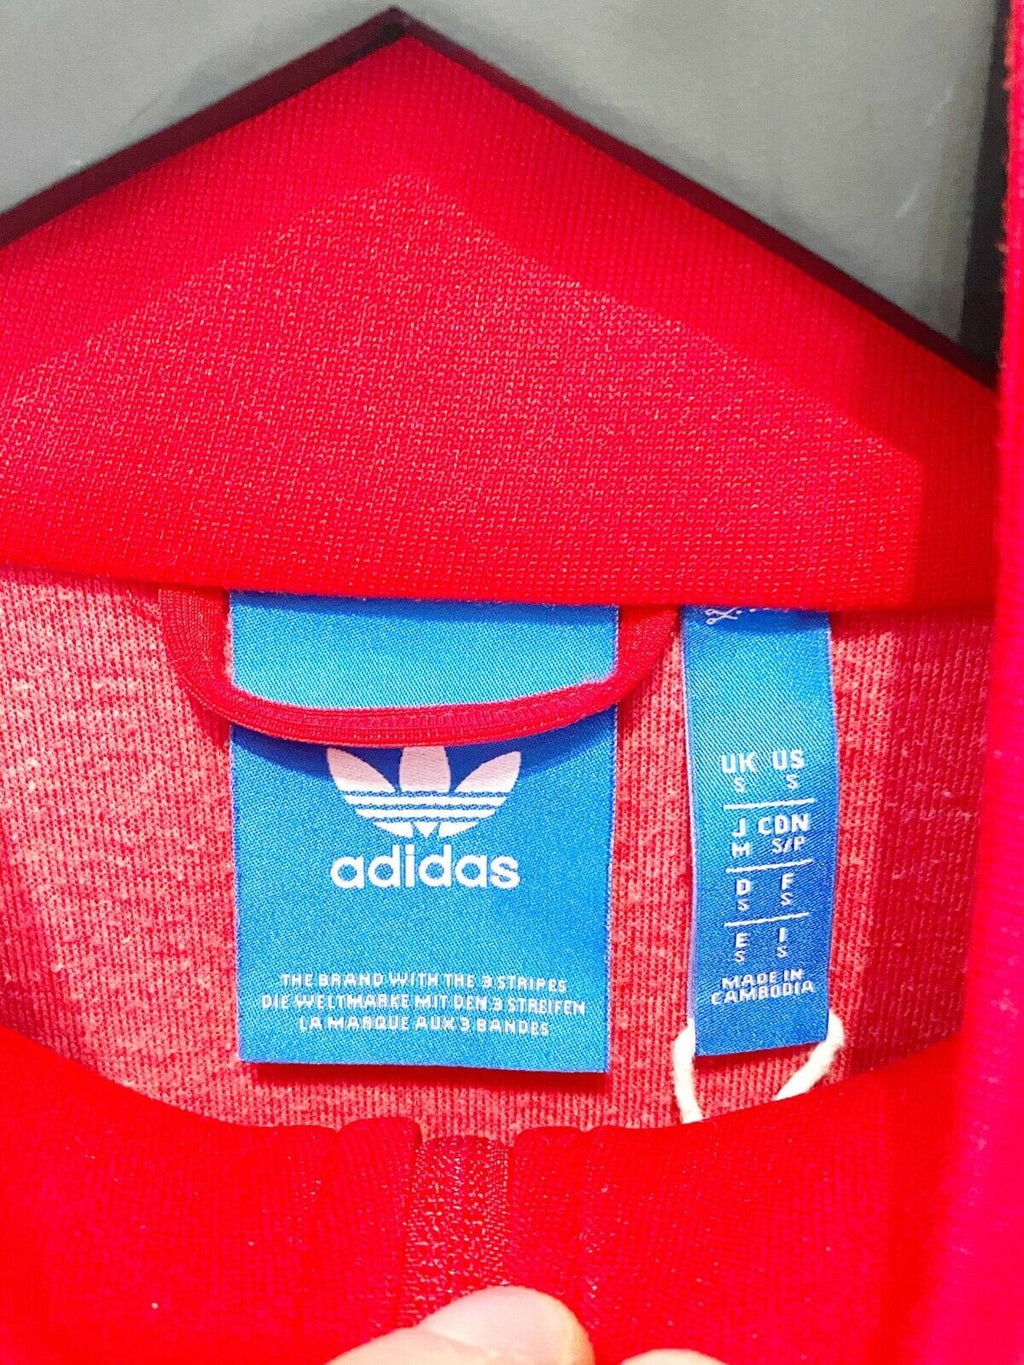 adidas
THE BRAND WITH THE 3 STRIPES
DIE WELTMARKE MIT DEN 3 STREIFEN
LA MARQUE AUX 3 BANDES
UK US
S S
J CDN
M S/P
D F
S S
E I
S S
MADE IN
CAMBODIA